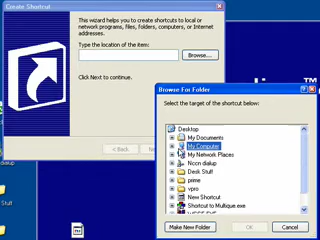 Create Shortcut
This wizard helps you to create shortcuts to local or
network programs, files, folders, computers, or Internet
addresses.
Type the location of the item:
Browse...
Click Next to continue.
< Back
Browse For Folder
Select the target of the shortcut below:
Desktop
My Documents
My Computer
My Network Places
Nccn dialup
Desk Stuff
prime
vpro
New Shortcut
Shortcut to Multique.exe
Make New Folder
OK
Cancel
Stuff